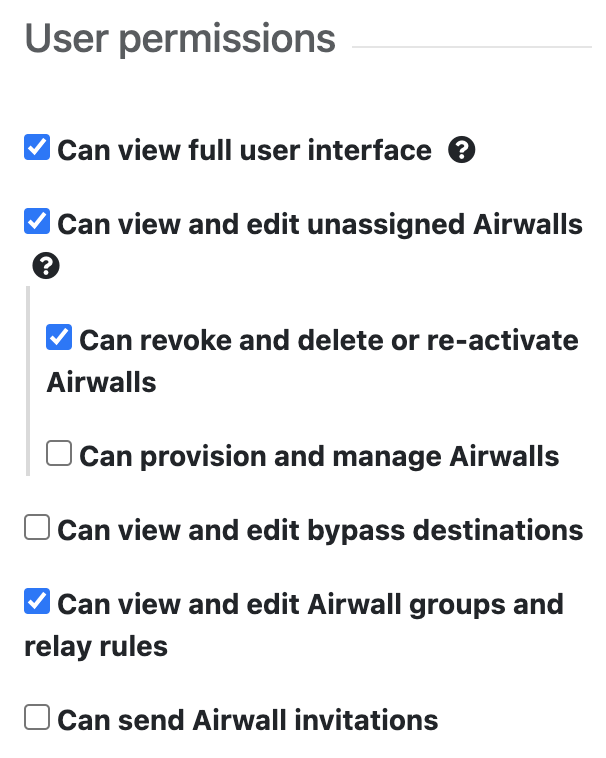 User permissions
Can view full user interface ?
Can view and edit unassigned Airwalls
?
Can revoke and delete or re-activate
Airwalls
Can provision and manage Airwalls
Can view and edit bypass destinations
Can view and edit Airwall groups and
relay rules
Can send Airwall invitations